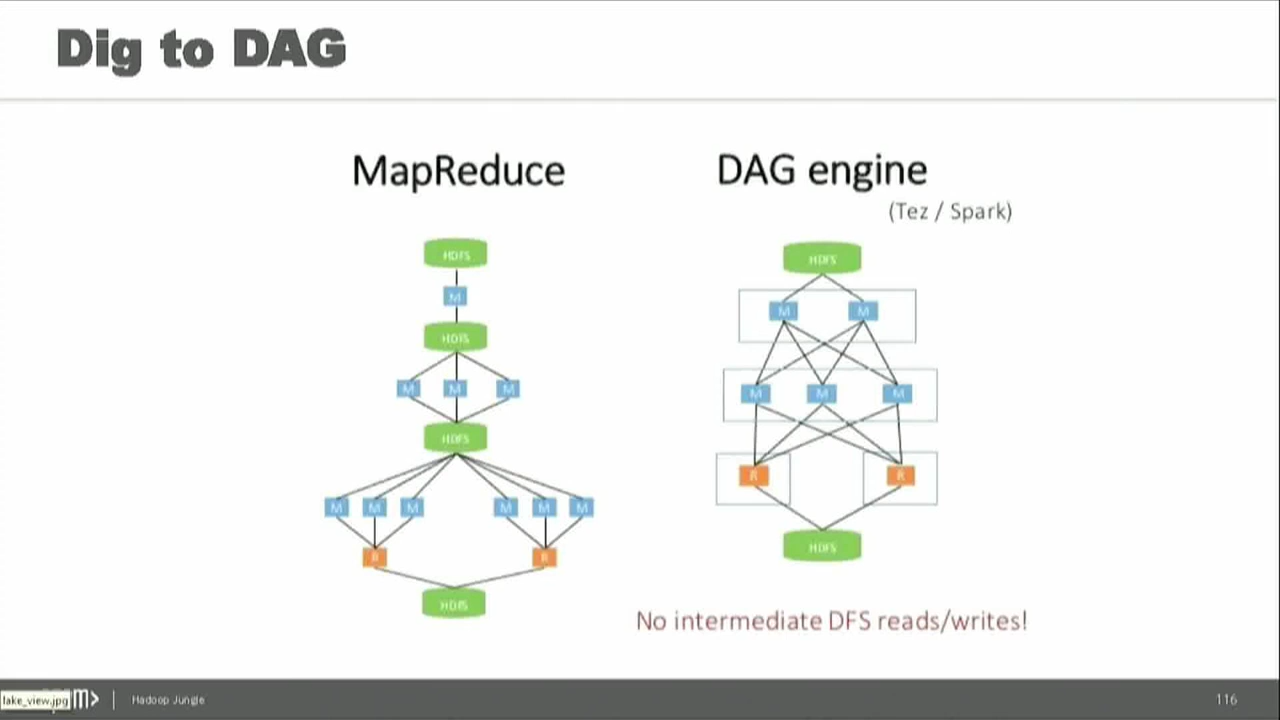 Dig to DAG
MapReduce
DAG engine
(Tez / Spark)
HDFS
M
HDFS
M M M
HDFS
M M M M M M
R R
HDFS
HDFS
M M
M M M
R R
HDFS
No intermediate DFS reads/writes!
lake_view.jpg
Hadoop Jungle
116